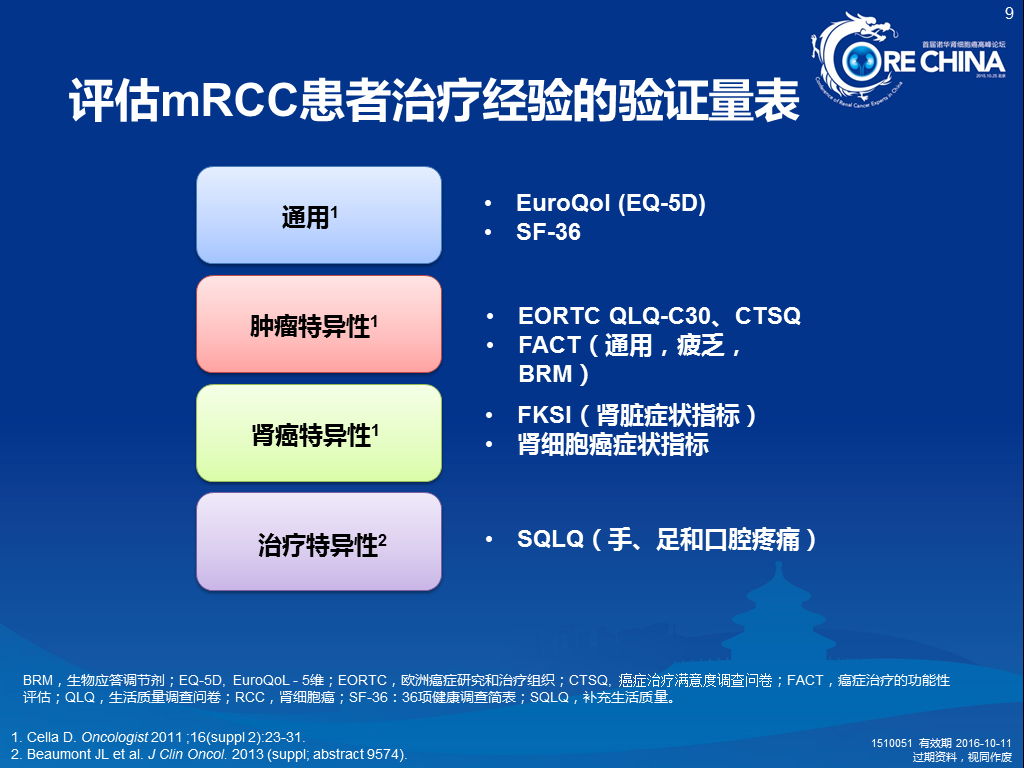 9
首届诺华肾细胞癌高峰论坛
RE CHINA
2015.10.25 北京
Conference of Renal Cancer Experts in China
评估mRCC患者治疗经验的验证量表
通用1
• EuroQol (EQ-5D)
• SF-36
肿瘤特异性1
• EORTC QLQ-C30、CTSQ
• FACT（通用，疲乏，
BRM）
肾癌特异性1
• FKSI（肾脏症状指标）
• 肾细胞癌症状指标
治疗特异性2
• SQLQ（手、足和口腔疼痛）
BRM，生物应答调节剂；EQ-5D, EuroQoL - 5维；EORTC，欧洲癌症研究和治疗组织；CTSQ, 癌症治疗满意度调查问卷；FACT，癌症治疗的功能性
评估；QLQ，生活质量调查问卷；RCC，肾细胞癌；SF-36：36项健康调查简表；SQLQ，补充生活质量。
1. Cella D. Oncologist 2011 ;16(suppl 2):23-31.
2. Beaumont JL et al. J Clin Oncol. 2013 (suppl; abstract 9574).
1510051 有效期 2016-10-11
过期资料，视同作废